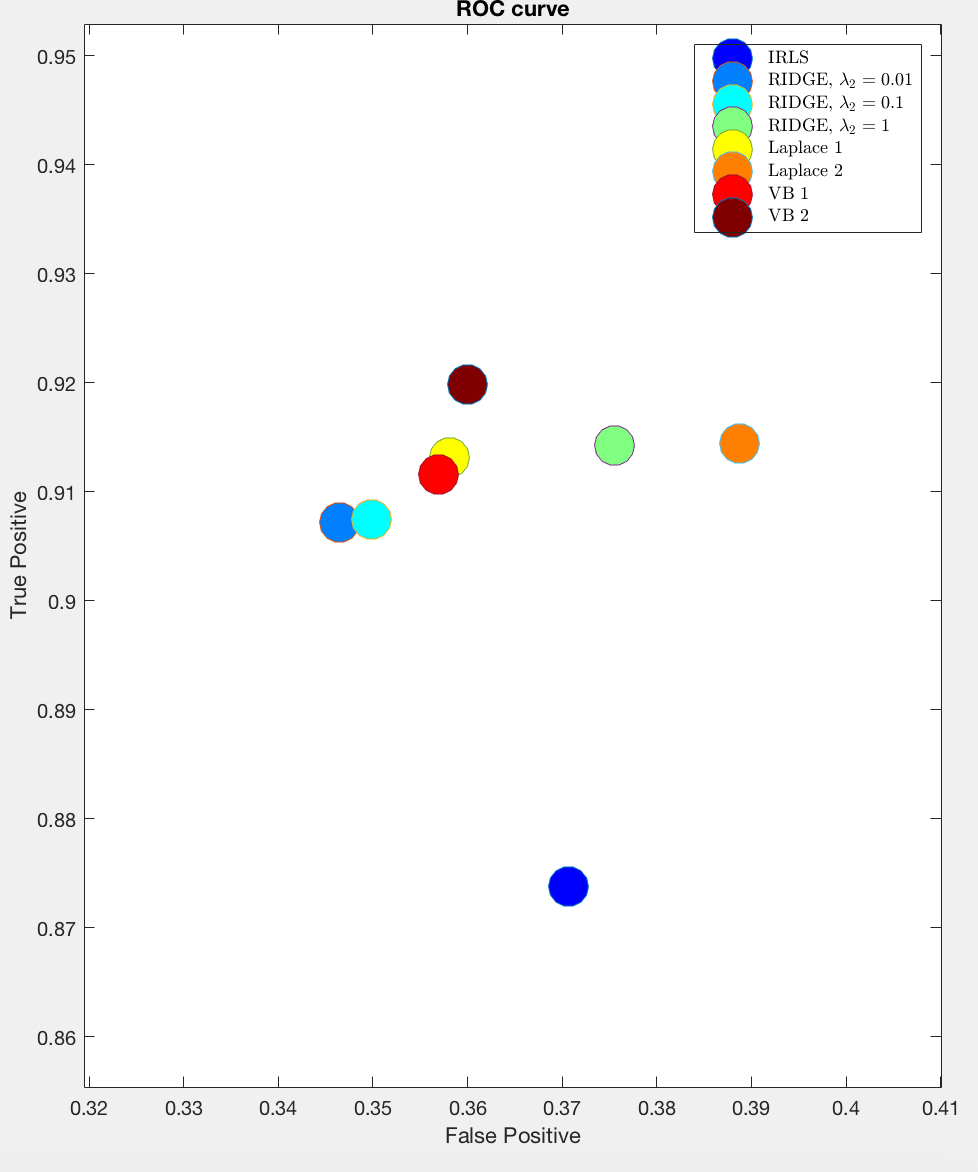 ROC curve
IRLS
RIDGE, λ₂ = 0.01
RIDGE, λ₂ = 0.1
RIDGE, λ₂ = 1
Laplace 1
Laplace 2
VB 1
VB 2
0.95
0.94
0.93
0.92
0.91
0.9
0.89
0.88
0.87
0.86
True Positive
0.32 0.33 0.34 0.35 0.36 0.37 0.38 0.39 0.4 0.41
False Positive